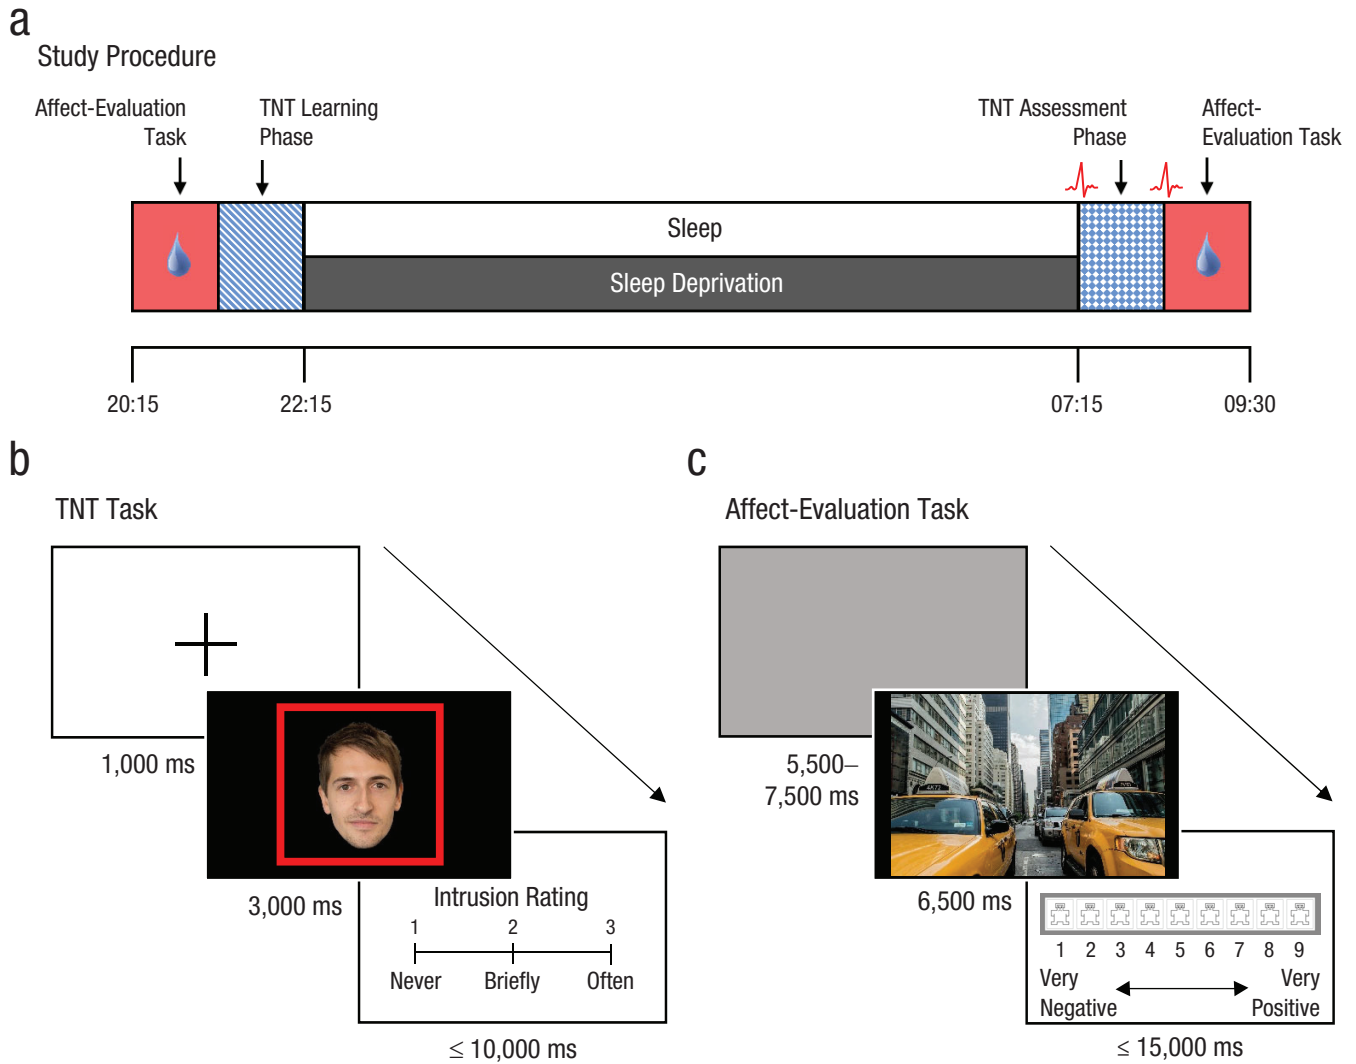 a
Study Procedure
Affect-Evaluation
Task
TNT Learning
Phase
TNT Assessment
Phase
Affect-
Evaluation Task
Sleep
Sleep Deprivation
20:15
22:15
07:15
09:30
b
TNT Task
1,000 ms
3,000 ms
Intrusion Rating
1 2 3
Never Briefly Often
≤ 10,000 ms
c
Affect-Evaluation Task
5,500–
7,500 ms
6,500 ms
1 2 3 4 5 6 7 8 9
Very Very
Negative Positive
≤ 15,000 ms